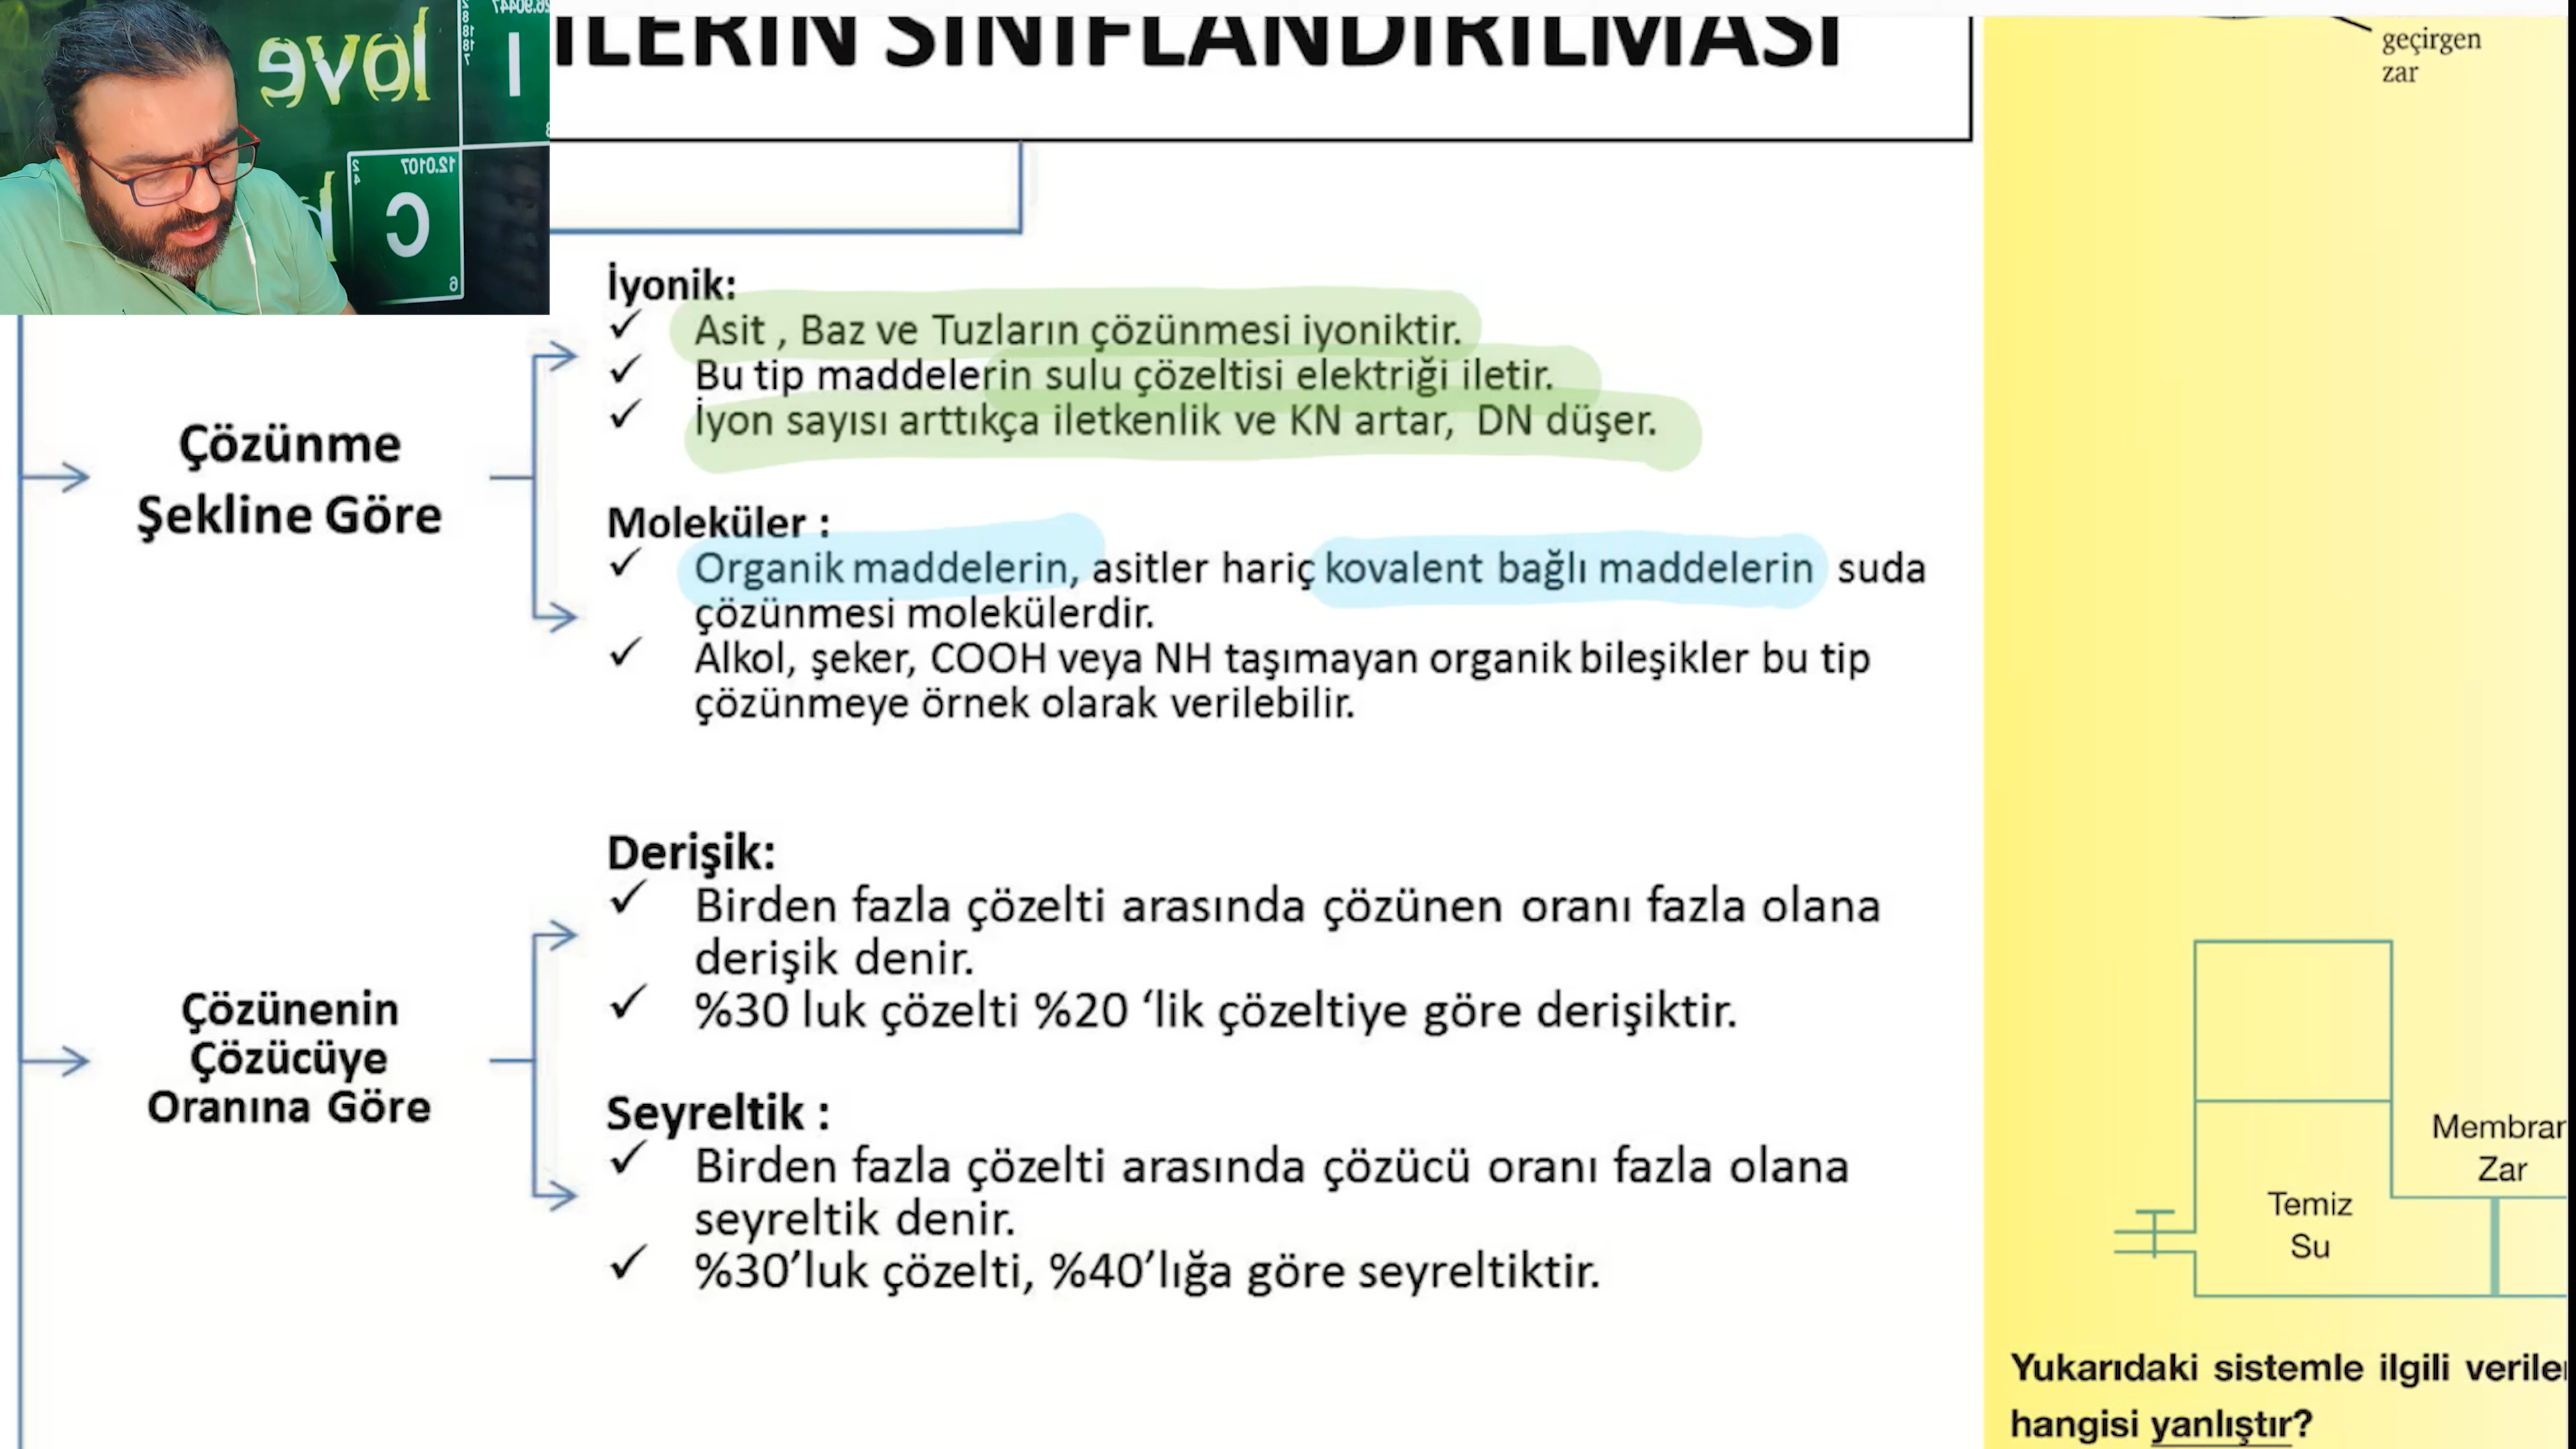 İLERİN SINIFLANDIRILMASI
love
I
12.0107
C
6
İyonik:
✓ Asit , Baz ve Tuzların çözünmesi iyoniktir.
✓ Bu tip maddelerin sulu çözeltisi elektriği iletir.
✓ İyon sayısı arttıkça iletkenlik ve KN artar, DN düşer.
Çözünme
Şekline Göre
Moleküler :
✓ Organik maddelerin, asitler hariç kovalent bağlı maddelerin suda
çözünmesi molekülerdir.
✓ Alkol, şeker, COOH veya NH taşımayan organik bileşikler bu tip
çözünmeye örnek olarak verilebilir.
Derişik:
✓ Birden fazla çözelti arasında çözünen oranı fazla olana
derişik denir.
✓ %30 luk çözelti %20 ‘lik çözeltiye göre derişiktir.
Çözünenin
Çözücüye
Oranına Göre
Seyreltik :
✓ Birden fazla çözelti arasında çözücü oranı fazla olana
seyreltik denir.
✓ %30’luk çözelti, %40’lığa göre seyreltiktir.
geçirgen
zar
Membran
Zar
Temiz
Su
Yukarıdaki sistemle ilgili verile
hangisi yanlıştır?